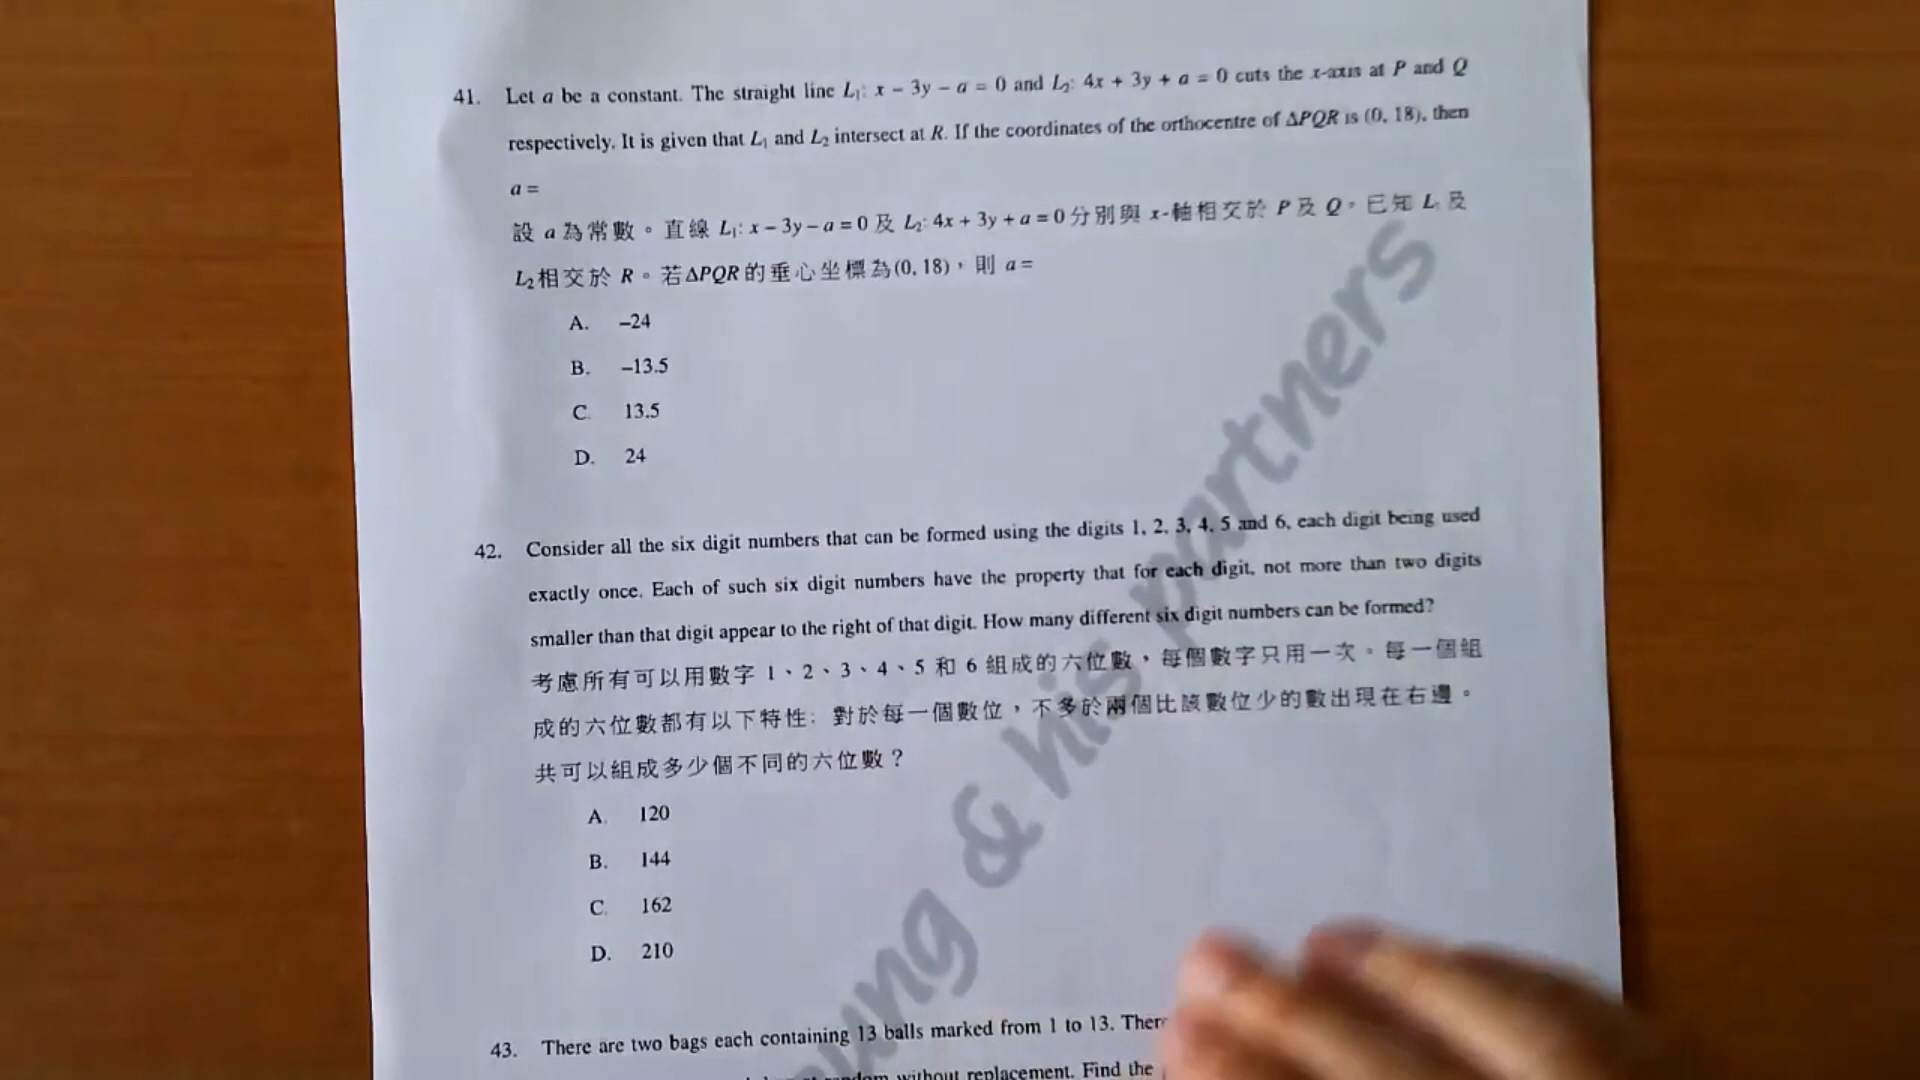 41. Let a be a constant. The straight line L₁: x − 3y − a = 0 and L₂: 4x + 3y + a = 0 cuts the x-axis at P and Q
respectively. It is given that L₁ and L₂ intersect at R. If the coordinates of the orthocentre of ΔPQR is (0, 18), then
a =
設 a 為常數。直線 L₁: x − 3y − a = 0 及 L₂: 4x + 3y + a = 0 分別與 x-軸相交於 P 及 Q。已知 L₁ 及
L₂ 相交於 R。若 ΔPQR 的垂心坐標為(0, 18)，則 a =
A. −24
B. −13.5
C. 13.5
D. 24
42. Consider all the six digit numbers that can be formed using the digits 1, 2, 3, 4, 5 and 6, each digit being used
exactly once. Each of such six digit numbers have the property that for each digit, not more than two digits
smaller than that digit appear to the right of that digit. How many different six digit numbers can be formed?
考慮所有可以用數字 1、2、3、4、5 和 6 組成的六位數，每個數字只用一次。每一個組
成的六位數都有以下特性: 對於每一個數位，不多於兩個比該數位少的數出現在右邊。
共可以組成多少個不同的六位數？
A. 120
B. 144
C. 162
D. 210
43. There are two bags each containing 13 balls marked from 1 to 13. Ther
without replacement. Find the
ung & his partners